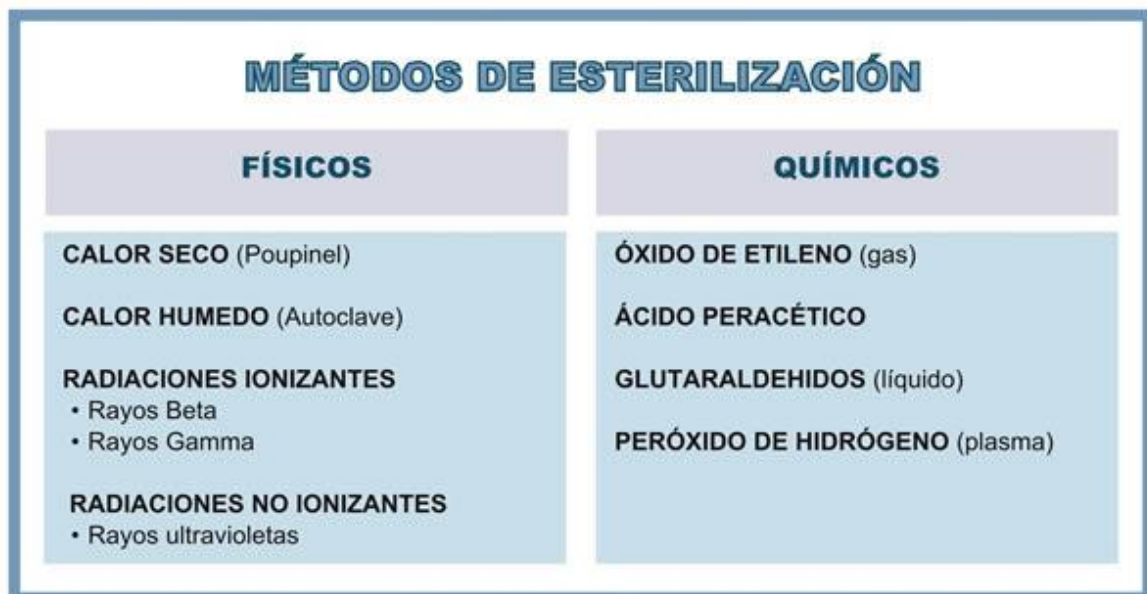 MÉTODOS DE ESTERILIZACIÓN
FÍSICOS
CALOR SECO (Poupinel)
CALOR HUMEDO (Autoclave)
RADIACIONES IONIZANTES
• Rayos Beta
• Rayos Gamma
RADIACIONES NO IONIZANTES
• Rayos ultravioletas
QUÍMICOS
ÓXIDO DE ETILENO (gas)
ÁCIDO PERACÉTICO
GLUTARALDEHIDOS (líquido)
PERÓXIDO DE HIDRÓGENO (plasma)